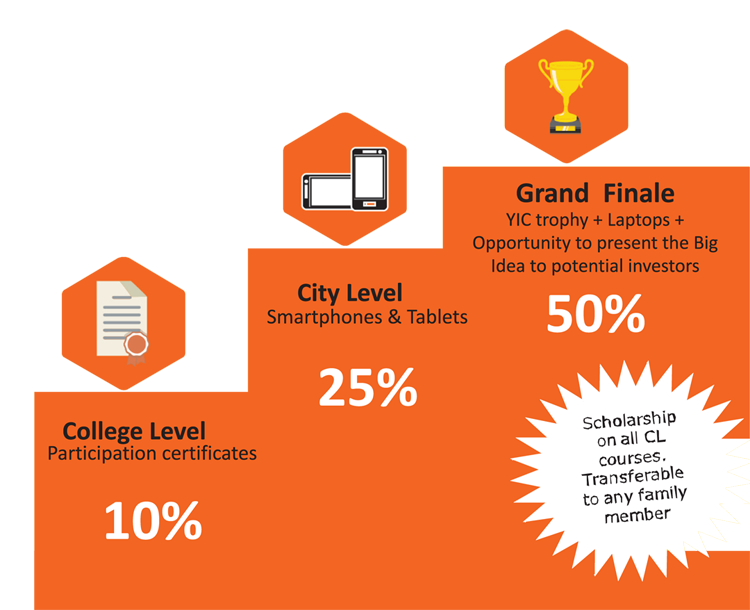 Grand Finale
YIC trophy + Laptops +
Opportunity to present the Big
Idea to potential investors
50%
City Level
Smartphones & Tablets
25%
College Level
Participation certificates
10%
Scholarship
on all CL
courses.
Transferable
to any family
member